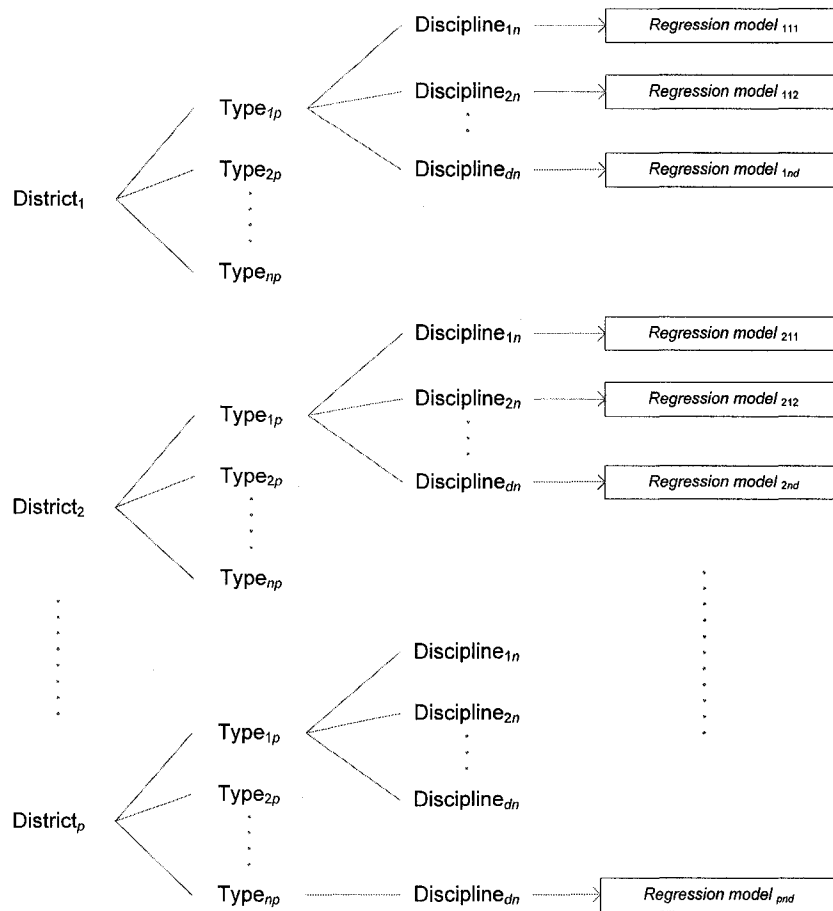 Discipline1n
Regression model 111
Type1p
Discipline2n
Regression model 112
Type2p
Disciplinedn
Regression model 1nd
District1
Typenp
Discipline1n
Regression model 211
Type1p
Discipline2n
Regression model 212
Type2p
Disciplinedn
Regression model 2nd
District2
Typenp
Discipline1n
Type1p
Discipline2n
Type2p
Disciplinedn
Districtp
Typenp
Disciplinedn
Regression model pnd